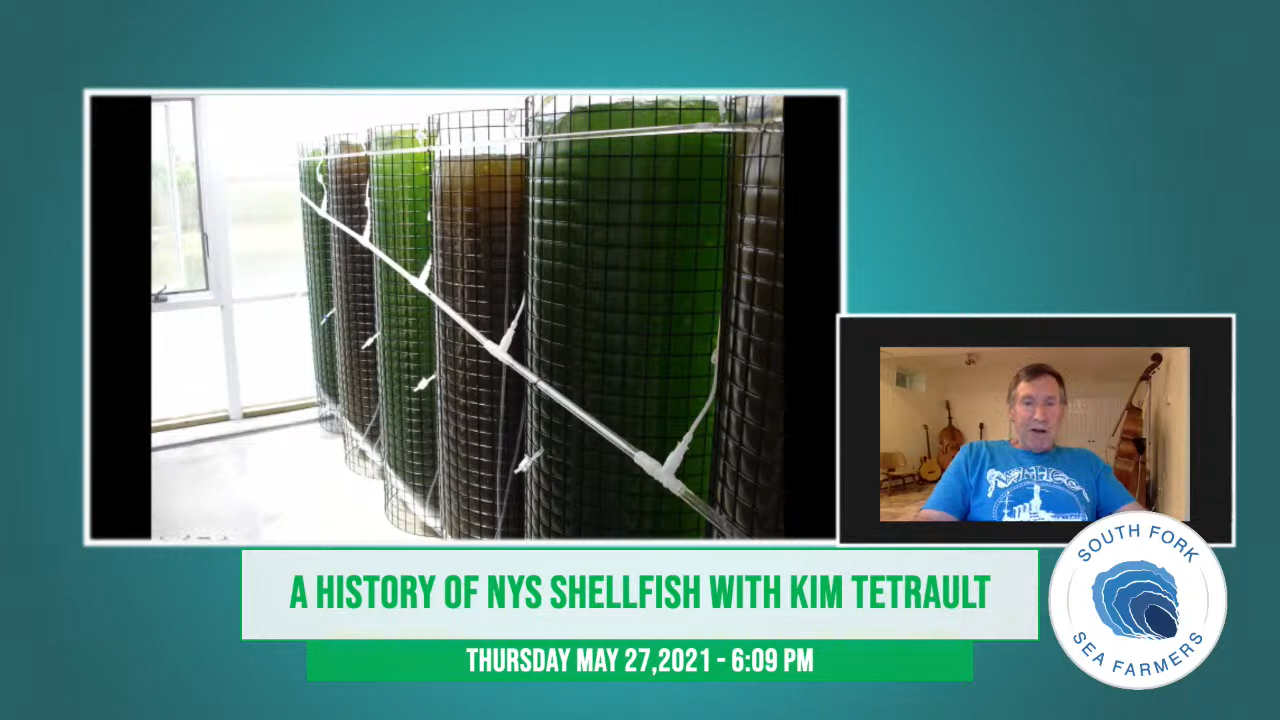 A HISTORY OF NYS SHELLFISH WITH KIM TETRAULT
THURSDAY MAY 27,2021 - 6:09 PM
SOUTH FORK
SEA FARMERS